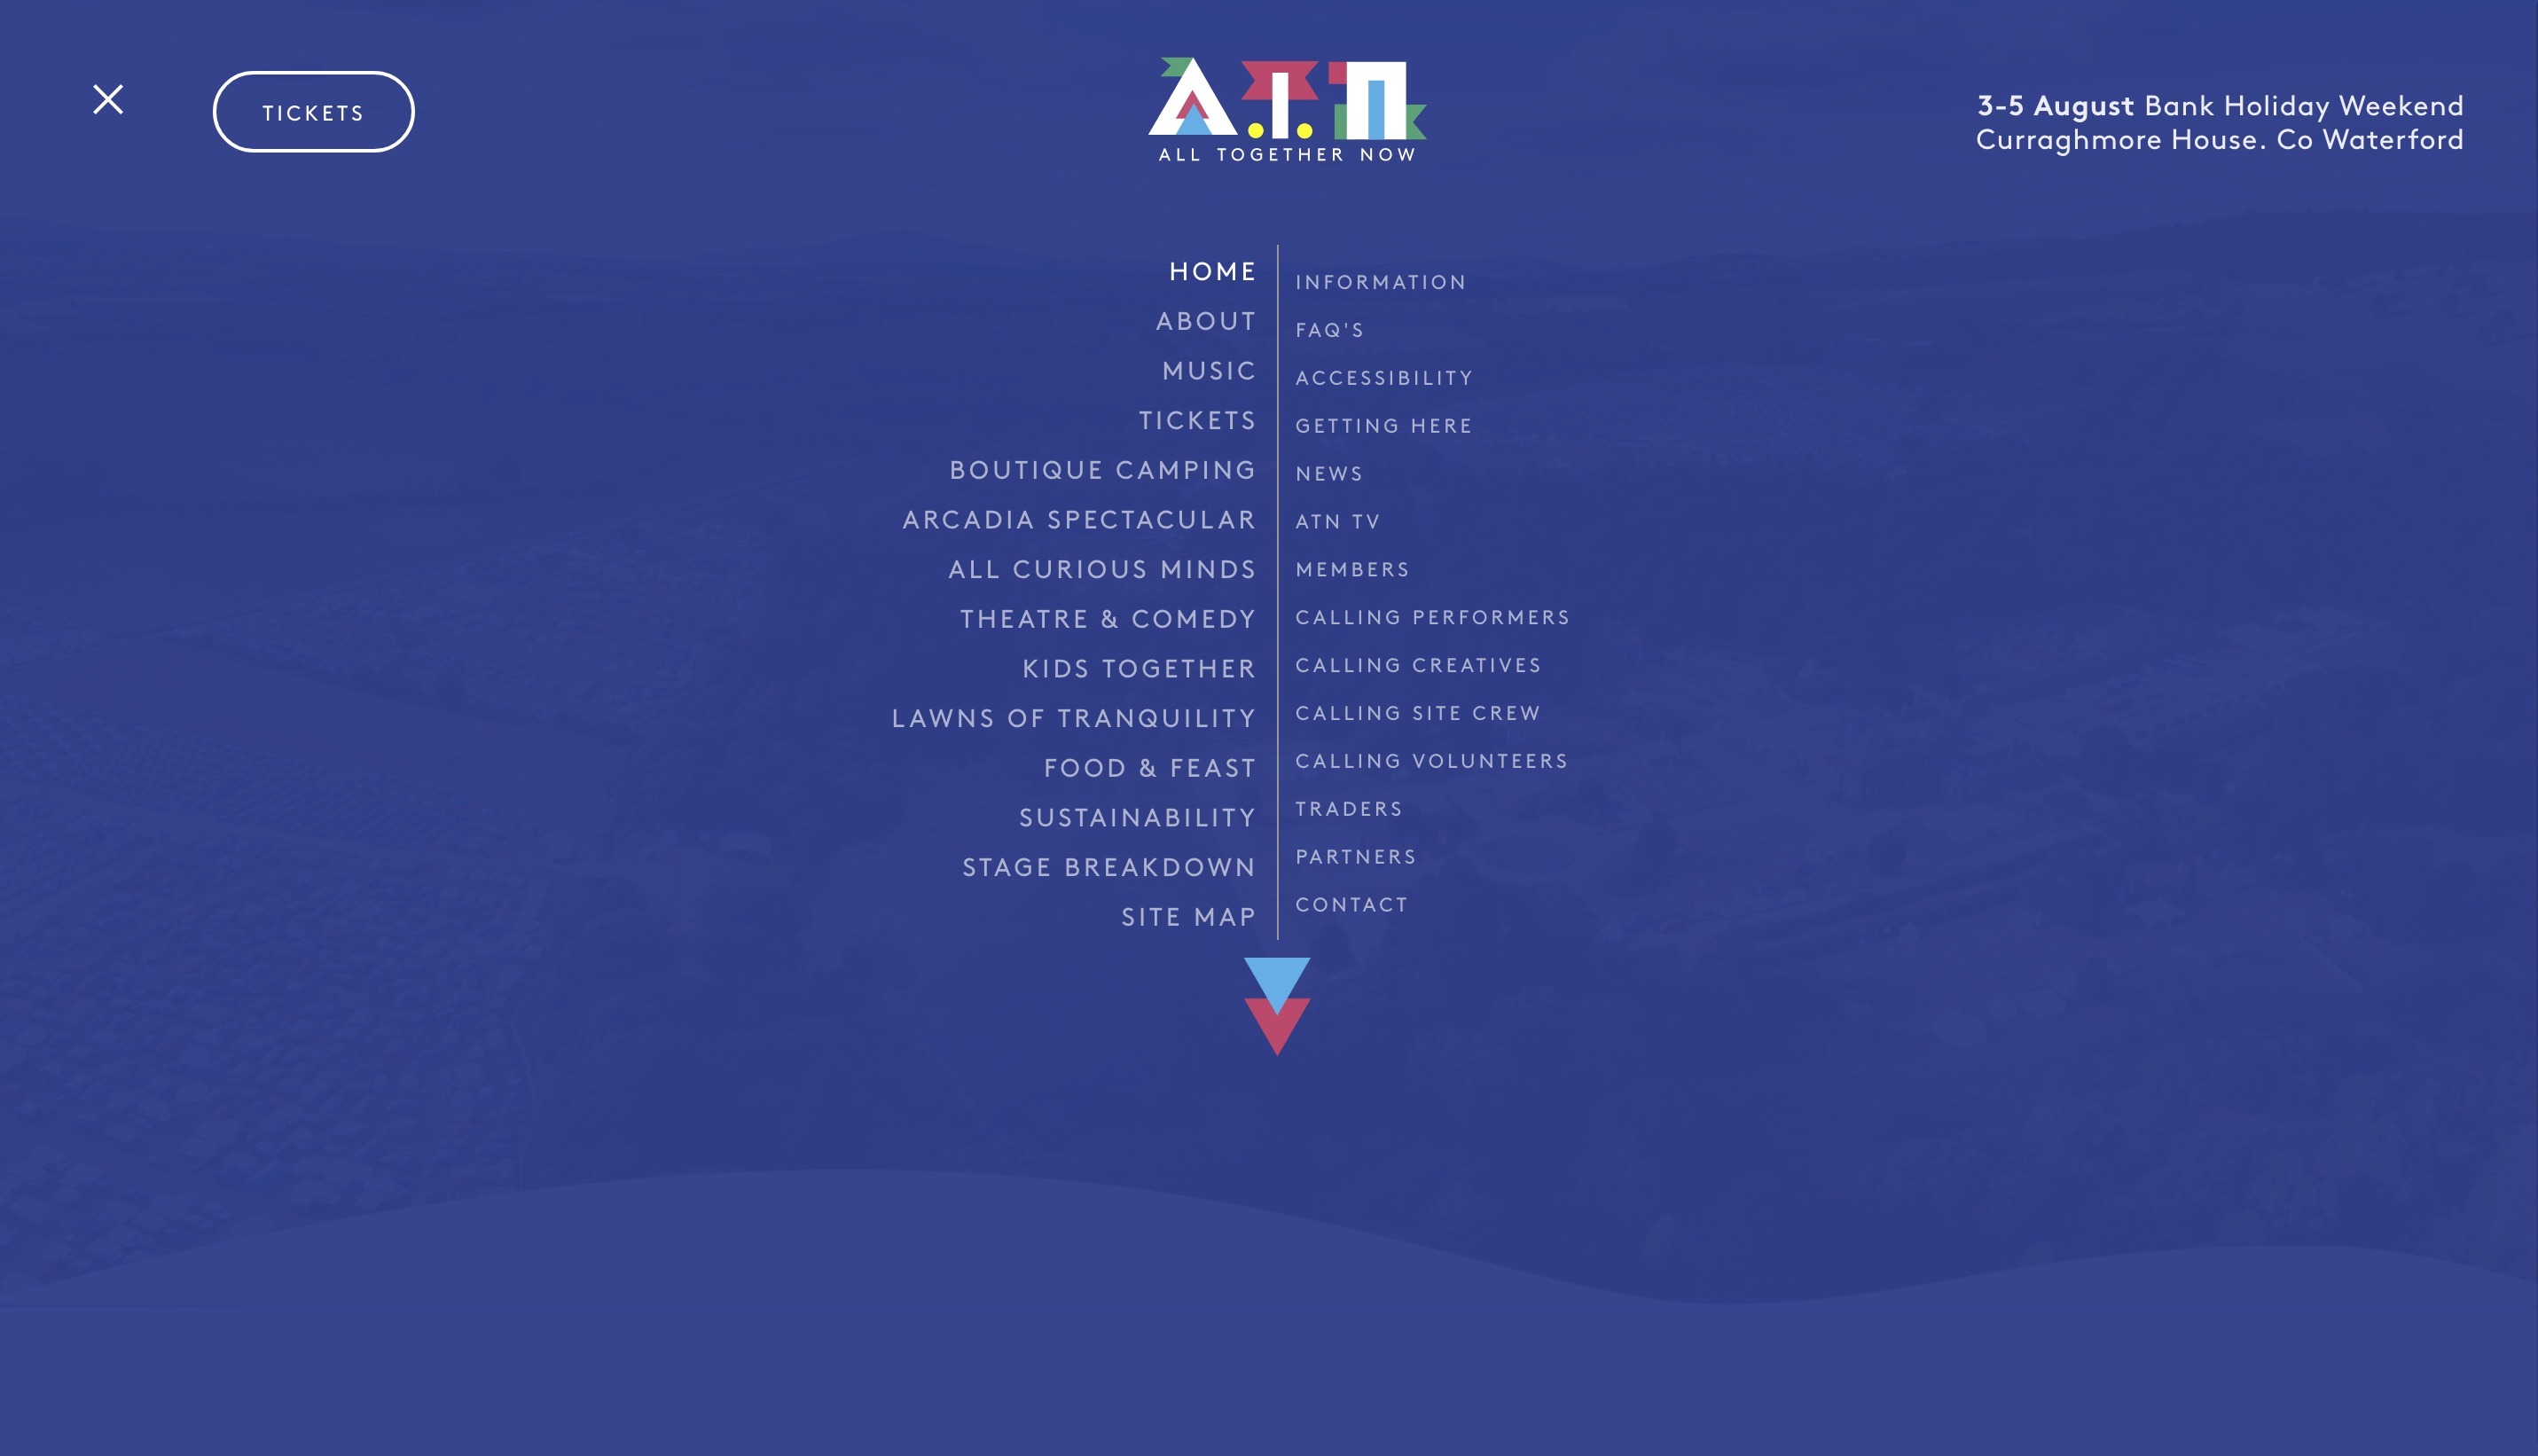 TICKETS
A.T.N
ALL TOGETHER NOW
3-5 August Bank Holiday Weekend
Curraghmore House. Co Waterford
HOME
ABOUT
MUSIC
TICKETS
BOUTIQUE CAMPING
ARCADIA SPECTACULAR
ALL CURIOUS MINDS
THEATRE & COMEDY
KIDS TOGETHER
LAWNS OF TRANQUILITY
FOOD & FEAST
SUSTAINABILITY
STAGE BREAKDOWN
SITE MAP
INFORMATION
FAQ'S
ACCESSIBILITY
GETTING HERE
NEWS
ATN TV
MEMBERS
CALLING PERFORMERS
CALLING CREATIVES
CALLING SITE CREW
CALLING VOLUNTEERS
TRADERS
PARTNERS
CONTACT